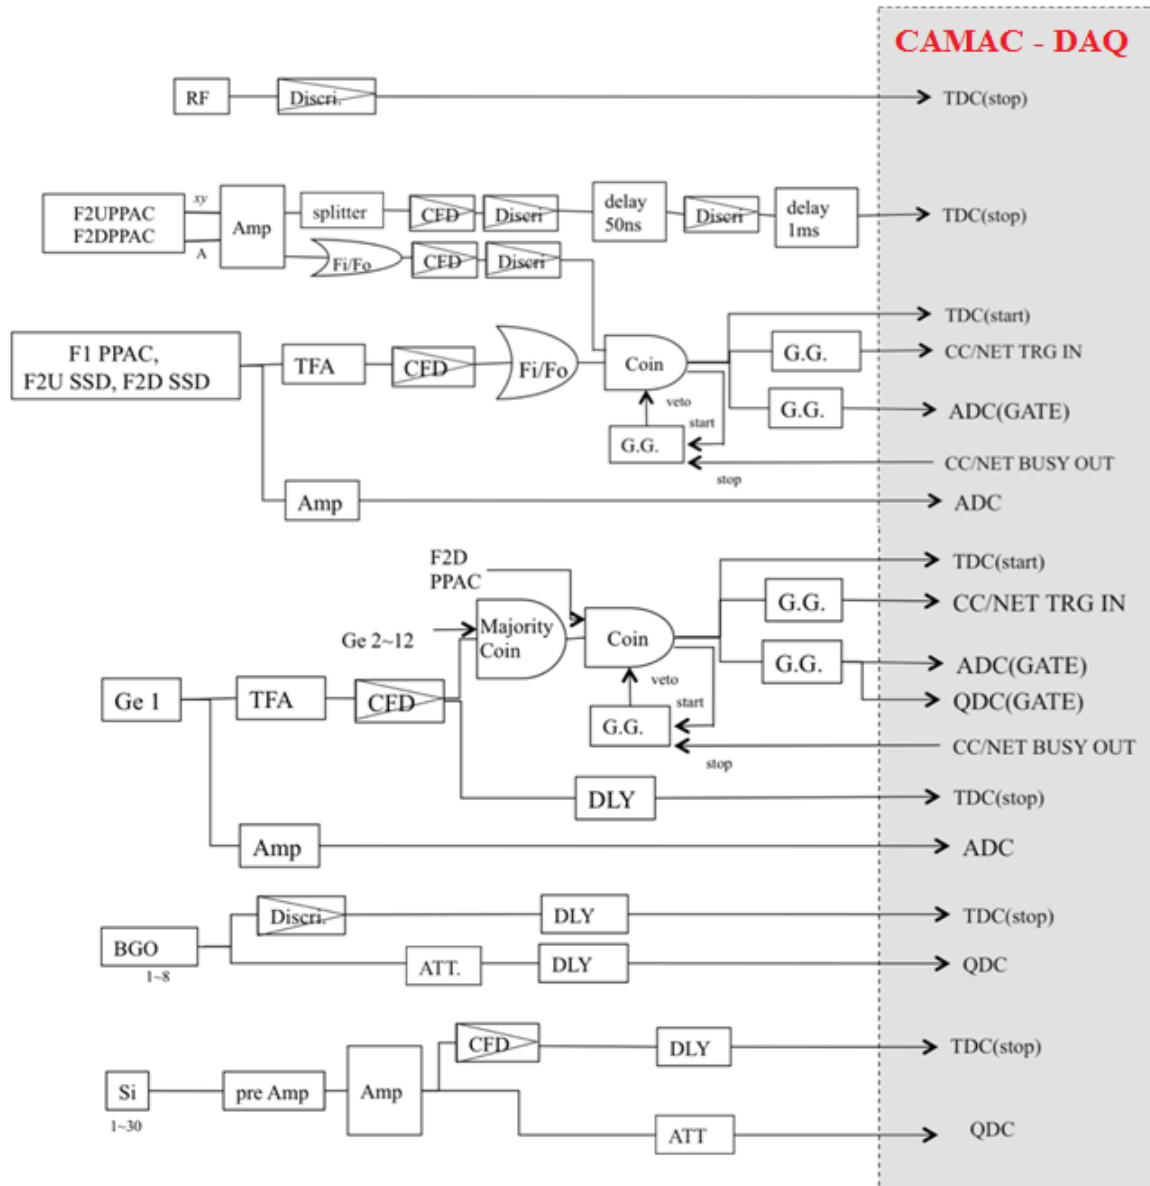 CAMAC - DAQ
RF
Discri.
TDC(stop)
F2UPPAC
F2DPPAC
xy
A
Amp
splitter
CFD
Discri
delay
50ns
Discri
delay
1ms
TDC(stop)
Fi/Fo
CFD
Discri
F1 PPAC,
F2U SSD, F2D SSD
TFA
CFD
Fi/Fo
Coin
veto
start
G.G.
stop
TDC(start)
G.G.
CC/NET TRG IN
G.G.
ADC(GATE)
CC/NET BUSY OUT
Amp
ADC
F2D
PPAC
Ge 2~12
Majority
Coin
Coin
veto
start
G.G.
stop
TDC(start)
G.G.
CC/NET TRG IN
G.G.
ADC(GATE)
QDC(GATE)
CC/NET BUSY OUT
Ge 1
TFA
CFD
DLY
TDC(stop)
Amp
ADC
BGO
1~8
Discri.
DLY
TDC(stop)
ATT.
DLY
QDC
Si
1~30
pre Amp
Amp
CFD
DLY
TDC(stop)
ATT
QDC